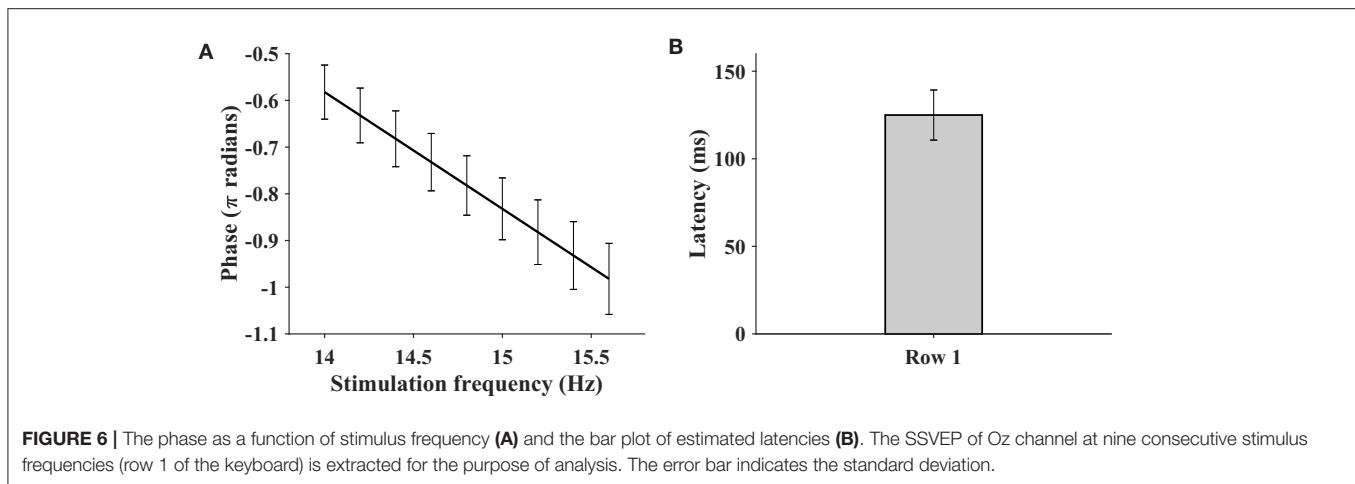 A
-0.5
-0.6
-0.7
-0.8
-0.9
-1
-1.1
Phase (π radians)
14 14.5 15 15.5
Stimulation frequency (Hz)
B
150
100
50
0
Latency (ms)
Row 1
FIGURE 6 | The phase as a function of stimulus frequency (A) and the bar plot of estimated latencies (B). The SSVEP of Oz channel at nine consecutive stimulus
frequencies (row 1 of the keyboard) is extracted for the purpose of analysis. The error bar indicates the standard deviation.